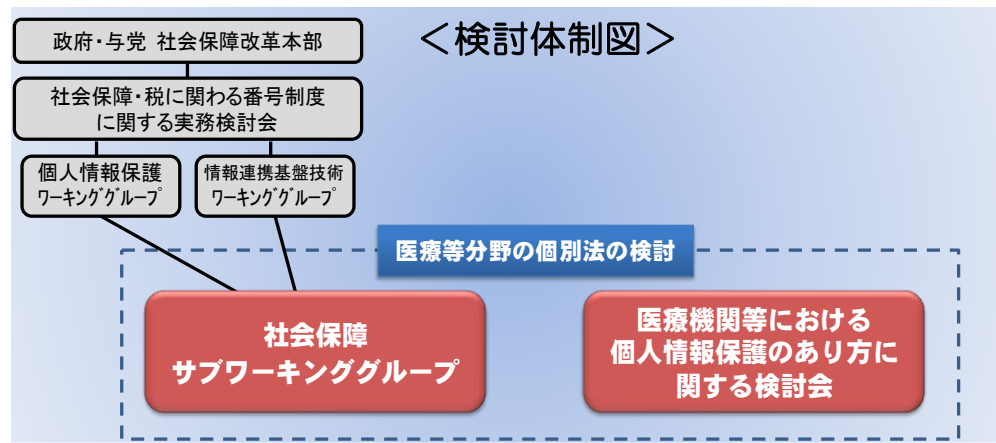 ＜検討体制図＞
政府・与党 社会保障改革本部
社会保障・税に関わる番号制度
に関する実務検討会
個人情報保護
ワーキンググループ
情報連携基盤技術
ワーキンググループ
医療等分野の個別法の検討
社会保障
サブワーキンググループ
医療機関等における
個人情報保護のあり方に
関する検討会